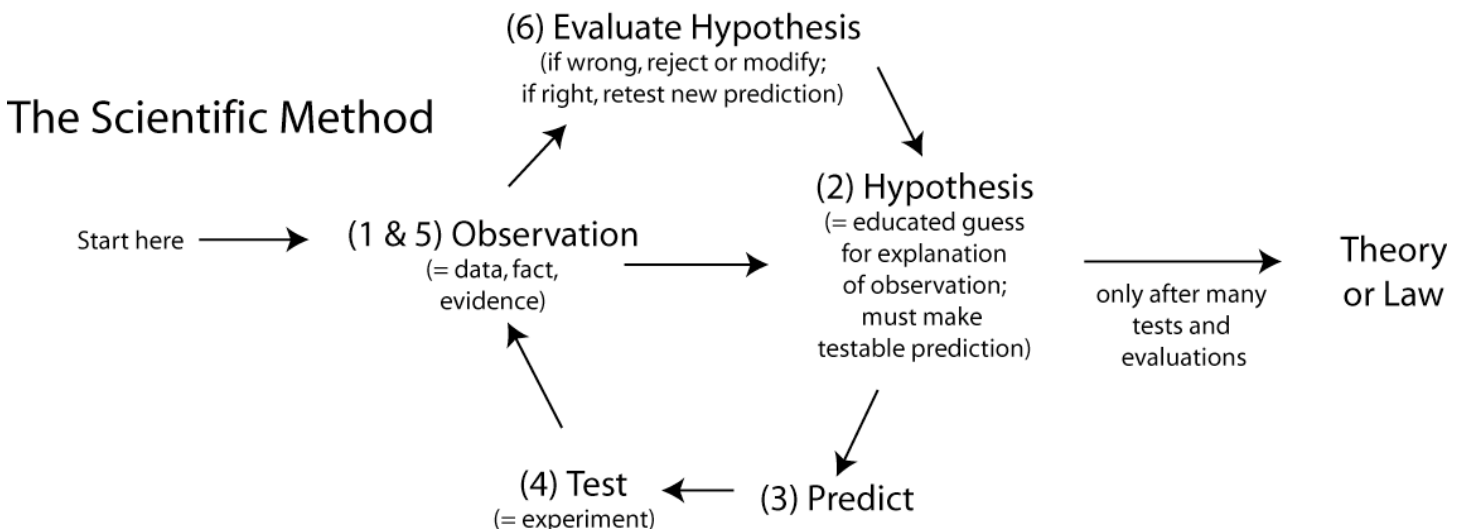 The Scientific Method
(6) Evaluate Hypothesis
(if wrong, reject or modify;
if right, retest new prediction)
Start here
(1 & 5) Observation
(= data, fact,
evidence)
(2) Hypothesis
(= educated guess
for explanation
of observation;
must make
testable prediction)
only after many
tests and
evaluations
Theory
or Law
(3) Predict
(4) Test
(= experiment)